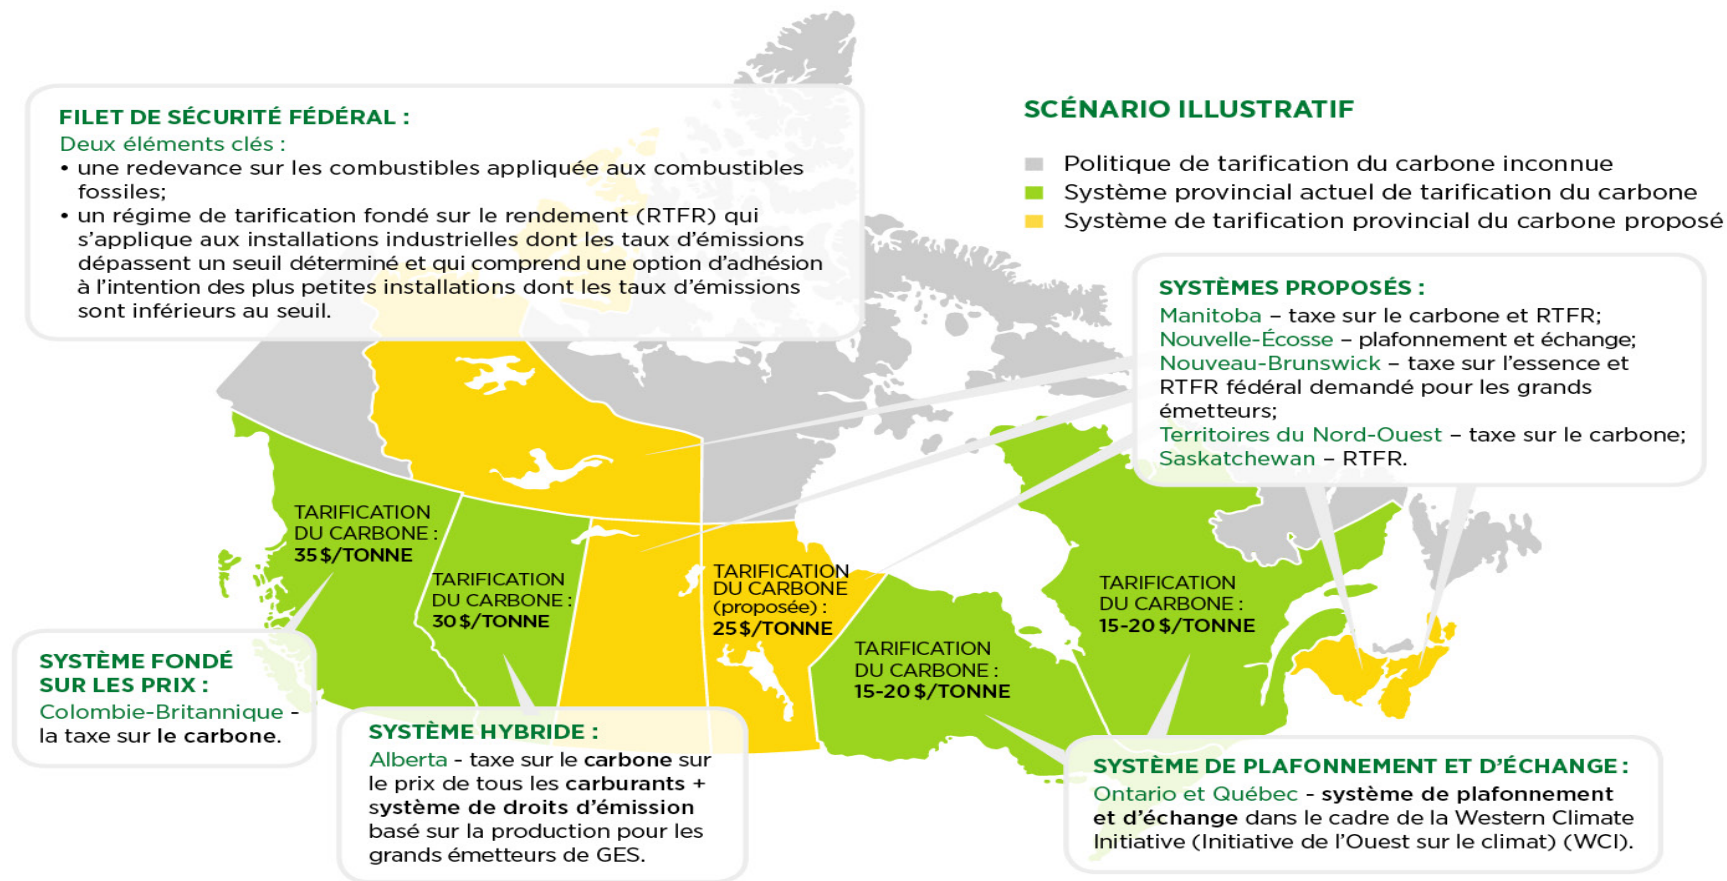 FILET DE SÉCURITÉ FÉDÉRAL :
Deux éléments clés :
• une redevance sur les combustibles appliquée aux combustibles
fossiles;
• un régime de tarification fondé sur le rendement (RTFR) qui
s’applique aux installations industrielles dont les taux d’émissions
dépassent un seuil déterminé et qui comprend une option d’adhésion
à l’intention des plus petites installations dont les taux d’émissions
sont inférieurs au seuil.
SCÉNARIO ILLUSTRATIF
Politique de tarification du carbone inconnue
Système provincial actuel de tarification du carbone
Système de tarification provincial du carbone proposé
SYSTÈMES PROPOSÉS :
Manitoba – taxe sur le carbone et RTFR;
Nouvelle-Écosse – plafonnement et échange;
Nouveau-Brunswick – taxe sur l’essence et
RTFR fédéral demandé pour les grands
émetteurs;
Territoires du Nord-Ouest – taxe sur le carbone;
Saskatchewan – RTFR.
TARIFICATION
DU CARBONE :
35 $/TONNE
TARIFICATION
DU CARBONE :
30 $/TONNE
TARIFICATION
DU CARBONE
(proposée) :
25 $/TONNE
TARIFICATION
DU CARBONE :
15-20 $/TONNE
TARIFICATION
DU CARBONE :
15-20 $/TONNE
SYSTÈME FONDÉ
SUR LES PRIX :
Colombie-Britannique -
la taxe sur le carbone.
SYSTÈME HYBRIDE :
Alberta - taxe sur le carbone sur
le prix de tous les carburants +
système de droits d’émission
basé sur la production pour les
grands émetteurs de GES.
SYSTÈME DE PLAFONNEMENT ET D’ÉCHANGE :
Ontario et Québec - système de plafonnement
et d’échange dans le cadre de la Western Climate
Initiative (Initiative de l’Ouest sur le climat) (WCI).